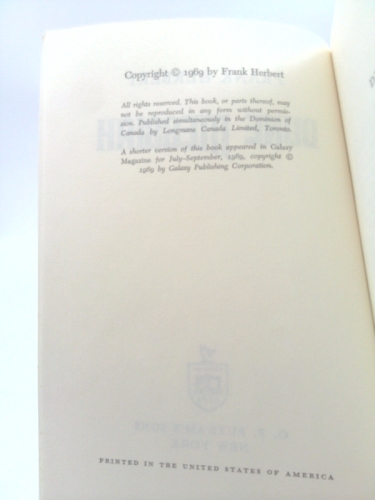 Copyright © 1969 by Frank Herbert
All rights reserved. This book, or parts thereof, may
not be reproduced in any form without permis-
sion. Published simultaneously in the Dominion of
Canada by Longmans Canada Limited, Toronto.
A shorter version of this book appeared in Galaxy
Magazine for July-September, 1969, copyright ©
1969 by Galaxy Publishing Corporation.
PRINTED IN THE UNITED STATES OF AMERICA